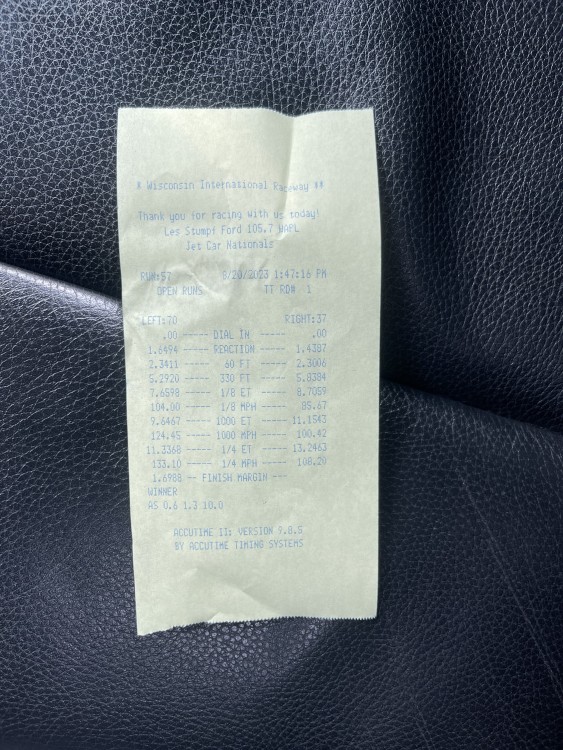 * Wisconsin International Raceway **
Thank you for racing with us today!
Les Stumpf Ford 105.7 WAPL
Jet Car Nationals
RUN:57 8/20/2023 1:47:16 PM
OPEN RUNS TT RD# 1
LEFT:70 RIGHT:37
.00 ----- DIAL IN ----- .00
1.6494 ----- REACTION ----- 1.4387
2.3411 ----- 60 FT ----- 2.3006
5.2920 ----- 330 FT ----- 5.8384
7.6598 ----- 1/8 ET ----- 8.7059
104.00 ----- 1/8 MPH ----- 85.67
9.6467 ----- 1000 ET ----- 11.1543
124.45 ----- 1000 MPH ----- 100.42
11.3368 ----- 1/4 ET ----- 13.2463
133.10 ----- 1/4 MPH ----- 108.20
1.6988 -- FINISH MARGIN ---
WINNER
AS 0.6 1.3 10.0
ACCUTIME II: VERSION 9.8.5
BY ACCUTIME TIMING SYSTEMS